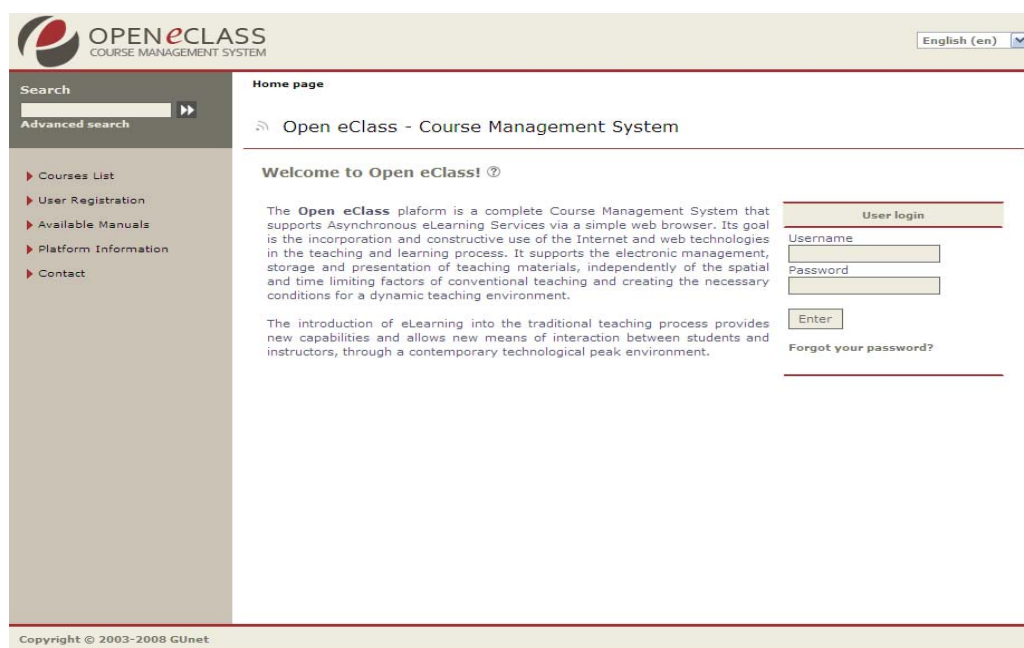 OPEN eCLASS
COURSE MANAGEMENT SYSTEM
English (en)
Search
Advanced search
Courses List
User Registration
Available Manuals
Platform Information
Contact
Home page
Open eClass - Course Management System
Welcome to Open eClass! ?
The Open eClass plaform is a complete Course Management System that
supports Asynchronous eLearning Services via a simple web browser. Its goal
is the incorporation and constructive use of the Internet and web technologies
in the teaching and learning process. It supports the electronic management,
storage and presentation of teaching materials, independently of the spatial
and time limiting factors of conventional teaching and creating the necessary
conditions for a dynamic teaching environment.
The introduction of eLearning into the traditional teaching process provides
new capabilities and allows new means of interaction between students and
instructors, through a contemporary technological peak environment.
User login
Username
Password
Enter
Forgot your password?
Copyright © 2003-2008 GUnet